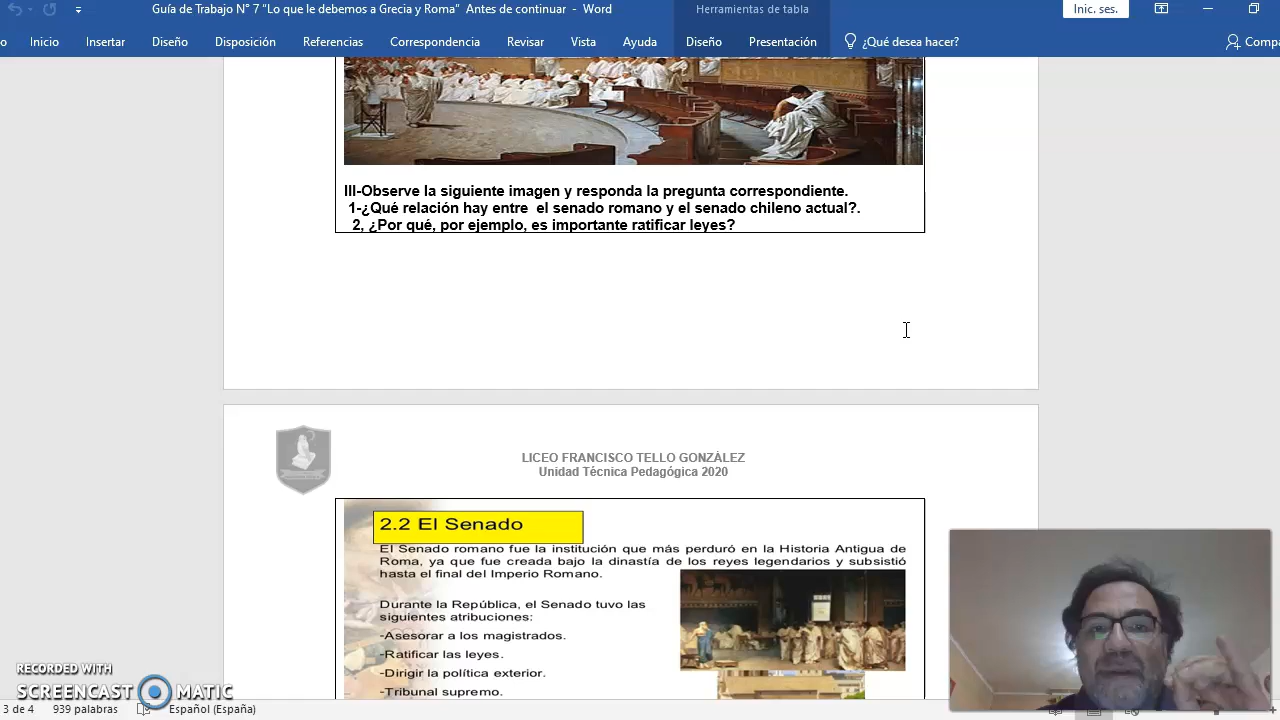 Guía de Trabajo N° 7 “Lo que le debemos a Grecia y Roma” Antes de continuar - Word
Herramientas de tabla
Inic. ses.
o Inicio Insertar Diseño Disposición Referencias Correspondencia Revisar Vista Ayuda Diseño Presentación ¿Qué desea hacer? Compa
III-Observe la siguiente imagen y responda la pregunta correspondiente.
1-¿Qué relación hay entre el senado romano y el senado chileno actual?.
2, ¿Por qué, por ejemplo, es importante ratificar leyes?
LICEO FRANCISCO TELLO GONZÀLEZ
Unidad Técnica Pedagógica 2020
2.2 El Senado
El Senado romano fue la institución que más perduró en la Historia Antigua de
Roma, ya que fue creada bajo la dinastía de los reyes legendarios y subsistió
hasta el final del Imperio Romano.
Durante la República, el Senado tuvo las
siguientes atribuciones:
-Asesorar a los magistrados.
-Ratificar las leyes.
-Dirigir la política exterior.
-Tribunal supremo.
RECORDED WITH
SCREENCAST MATIC
3 de 4 939 palabras Español (España)